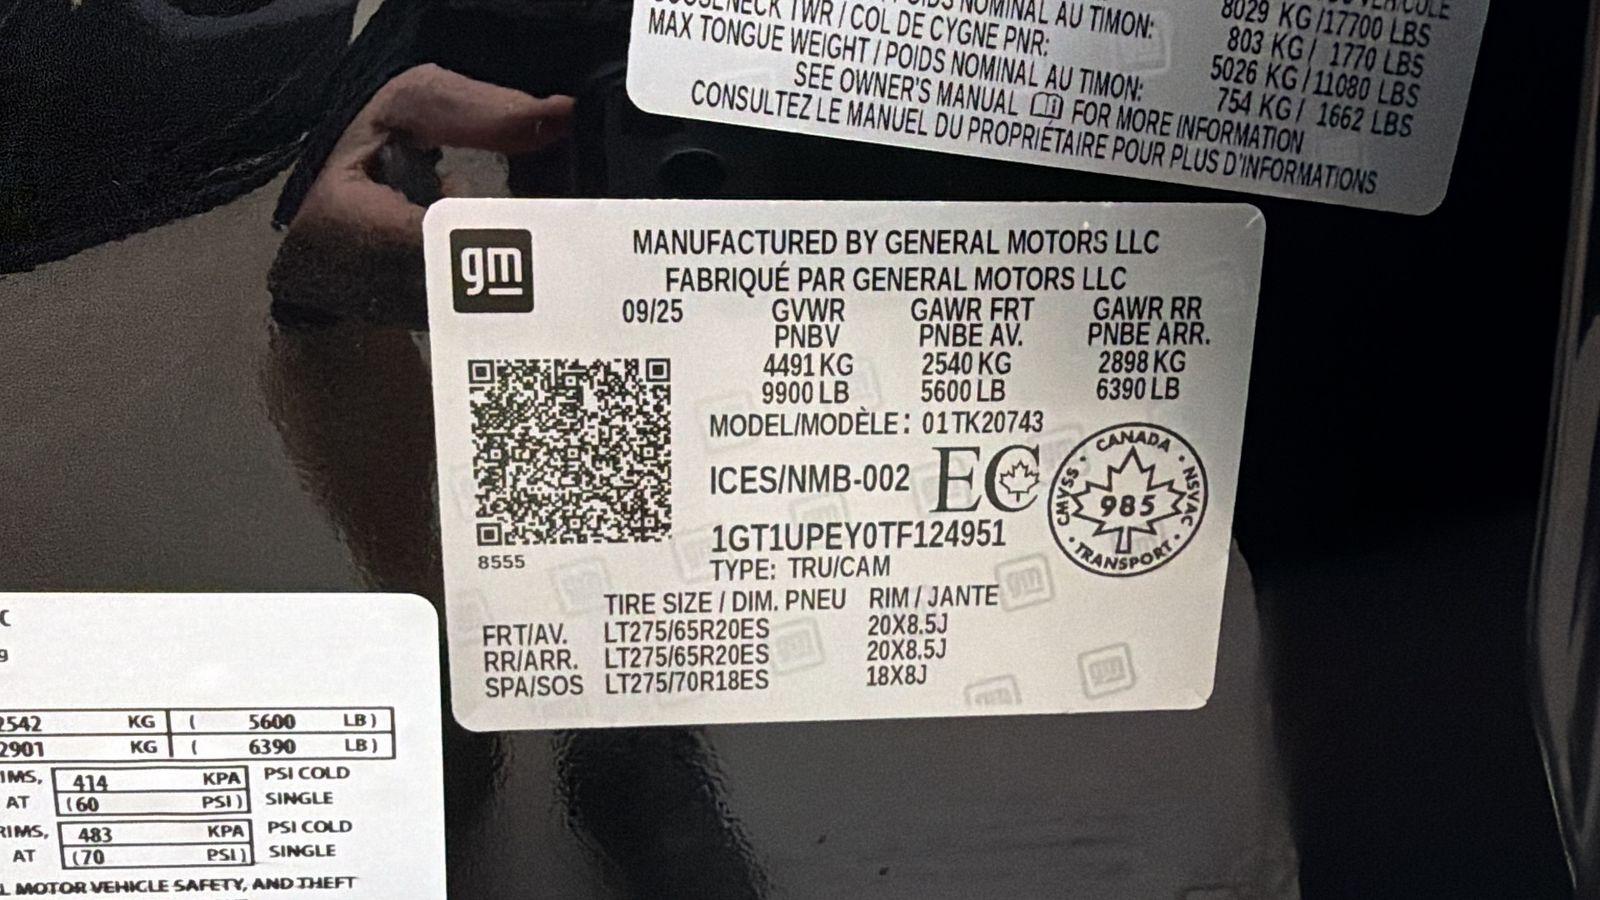 POIDS NOMINAL AU TIMON: 8029 KG/17700 LBS
GOOSENECK TWR / COL DE CYGNE PNR: 803 KG/ 1770 LBS
MAX TONGUE WEIGHT / POIDS NOMINAL AU TIMON: 5026 KG/11080 LBS
754 KG/ 1662 LBS
SEE OWNER'S MANUAL FOR MORE INFORMATION
CONSULTEZ LE MANUEL DU PROPRIÉTAIRE POUR PLUS D'INFORMATIONS
gm
MANUFACTURED BY GENERAL MOTORS LLC
FABRIQUÉ PAR GENERAL MOTORS LLC
09/25 GVWR GAWR FRT GAWR RR
PNBV PNBE AV. PNBE ARR.
4491 KG 2540 KG 2898 KG
9900 LB 5600 LB 6390 LB
MODEL/MODÈLE: 01TK20743
ICES/NMB-002 EC
CANADA
CMVSS • NSVAC
985
TRANSPORT
1GT1UPEY0TF124951
8555
TYPE: TRU/CAM
TIRE SIZE / DIM. PNEU RIM / JANTE
FRT/AV. LT275/65R20ES 20X8.5J
RR/ARR. LT275/65R20ES 20X8.5J
SPA/SOS LT275/70R18ES 18X8J
2542 KG ( 5600 LB)
2901 KG ( 6390 LB)
414 KPA PSI COLD
AT (60 PSI) SINGLE
RIMS, 483 KPA PSI COLD
AT (70 PSI) SINGLE
MOTOR VEHICLE SAFETY, AND THEFT